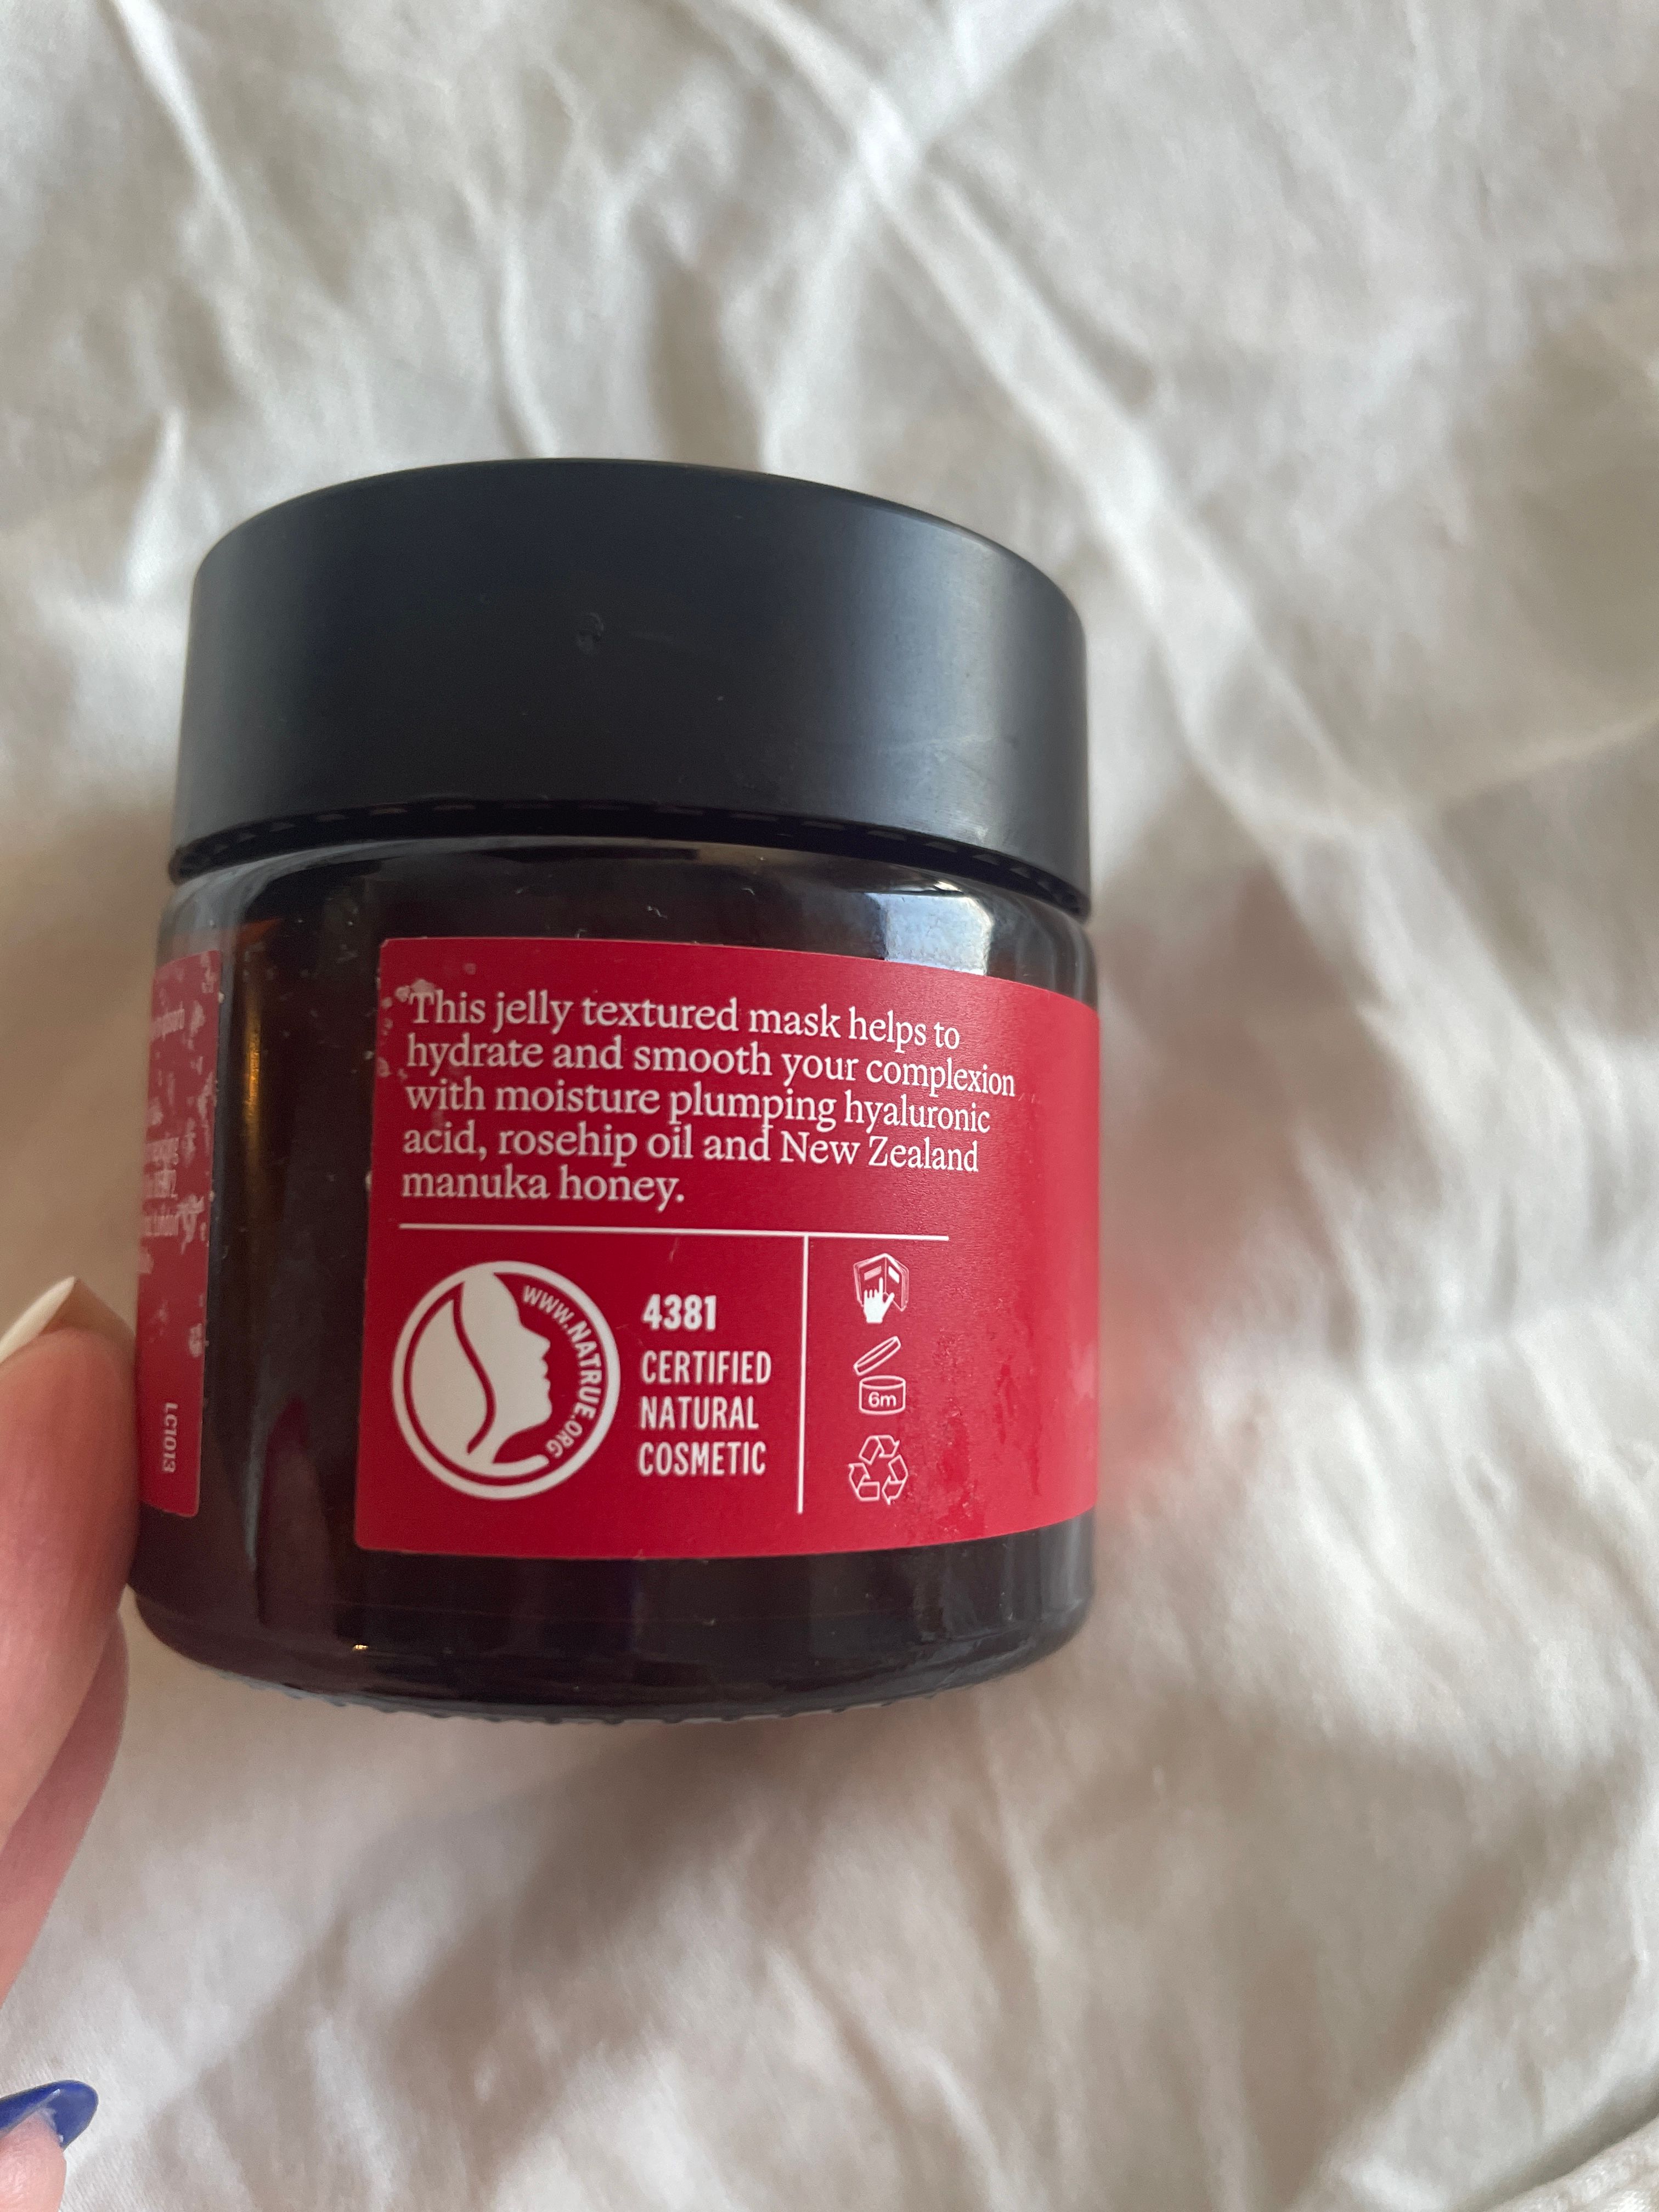 This jelly textured mask helps to
hydrate and smooth your complexion
with moisture plumping hyaluronic
acid, rosehip oil and New Zealand
manuka honey.
WWW.NATRUE.ORG
4381
CERTIFIED
NATURAL
COSMETIC
6m
LC1013